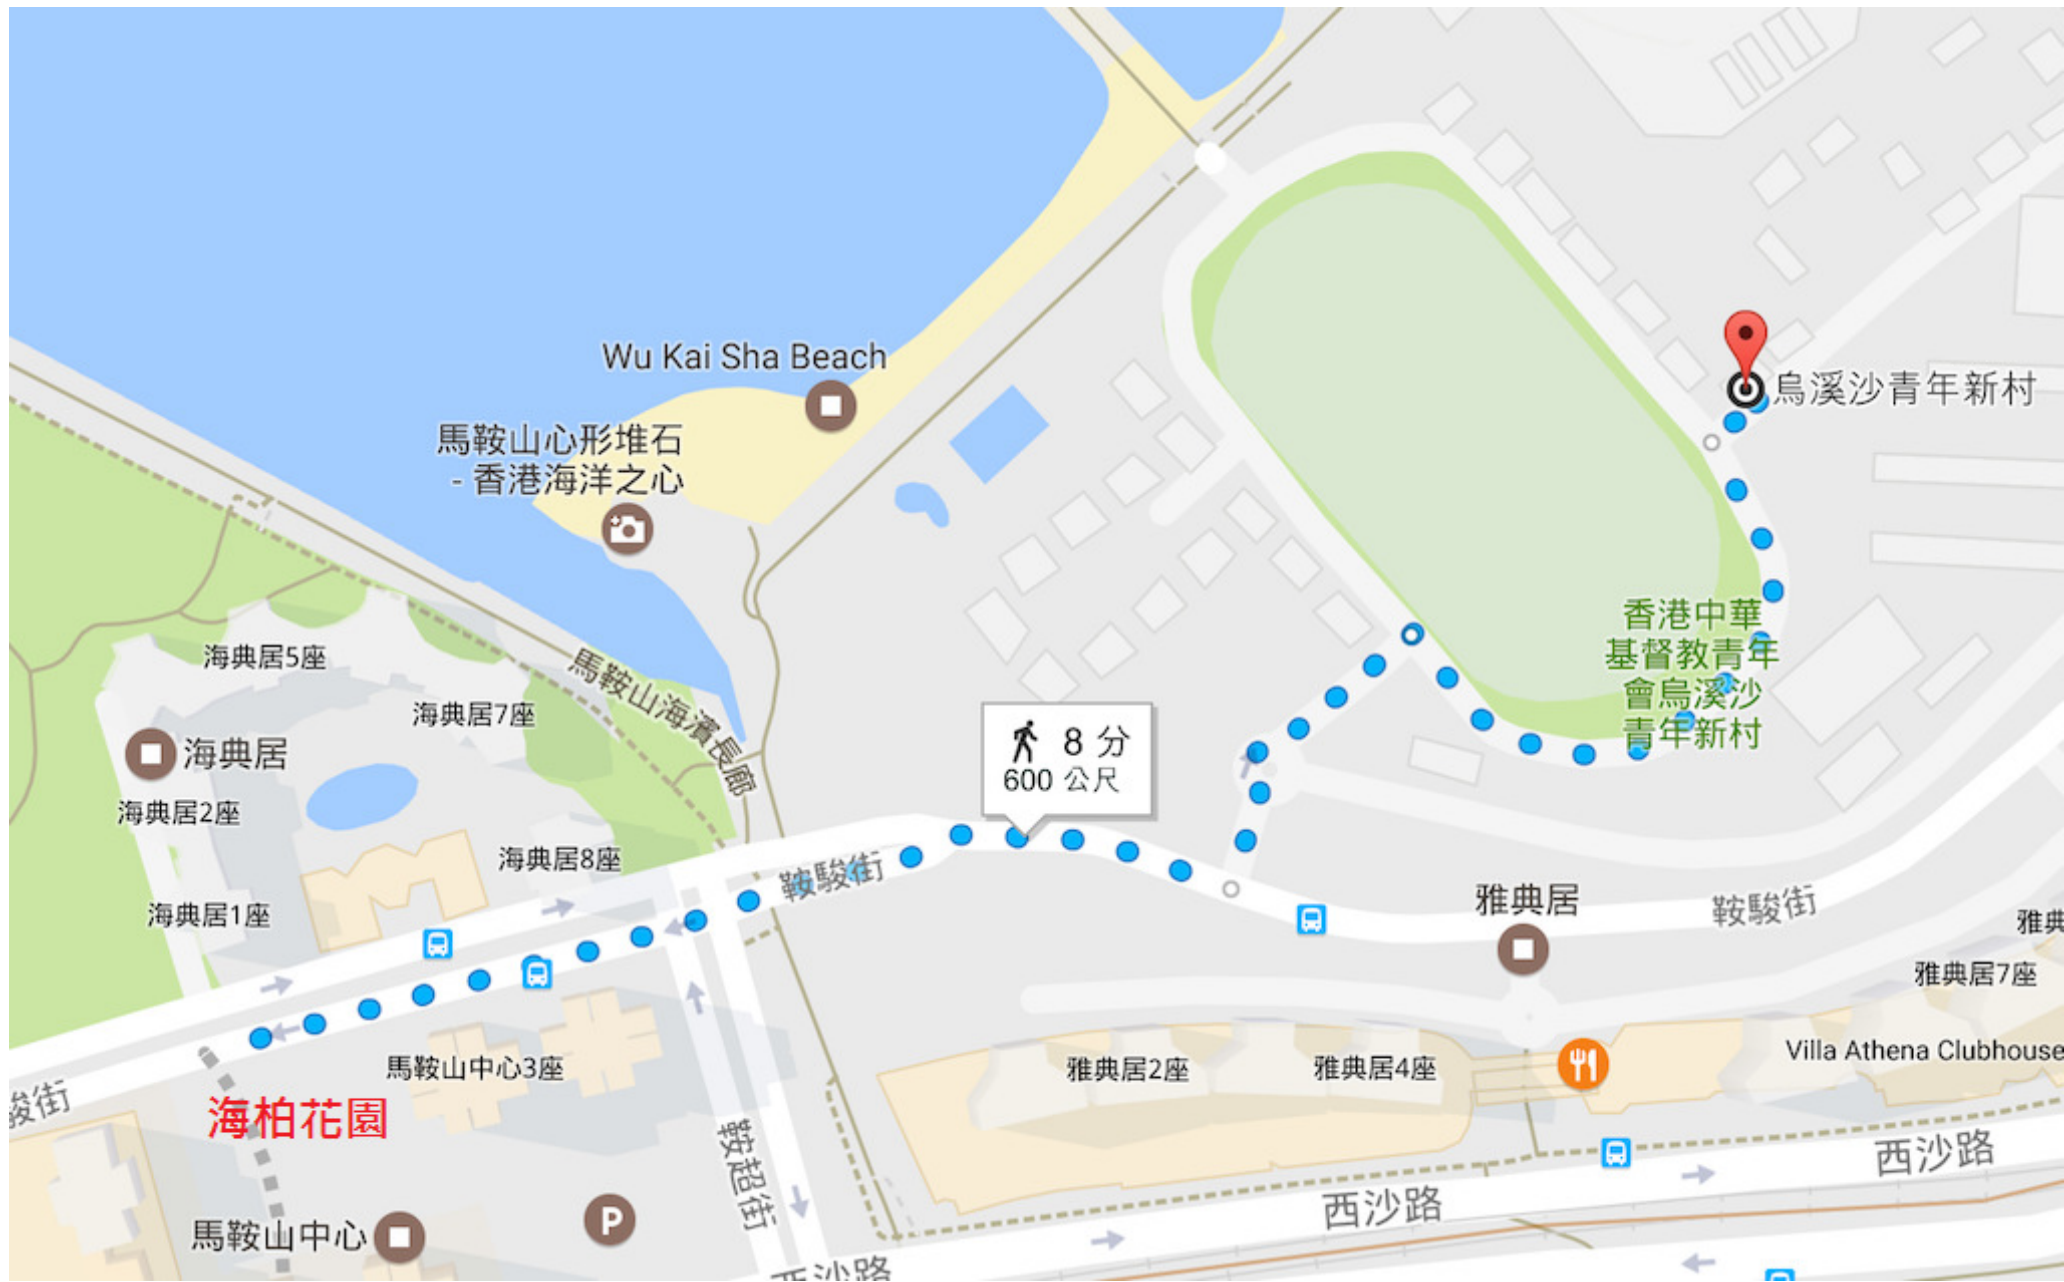 Wu Kai Sha Beach
馬鞍山心形堆石
- 香港海洋之心
烏溪沙青年新村
香港中華
基督教青年
會烏溪沙
青年新村
海典居5座
海典居7座
馬鞍山海濱長廊
海典居
8 分
600 公尺
海典居2座
海典居8座
鞍駿街
海典居1座
雅典居
鞍駿街
雅典
雅典居7座
馬鞍山中心3座
雅典居2座
雅典居4座
Villa Athena Clubhouse
駿街
海柏花園
鞍超街
西沙路
西沙路
馬鞍山中心
P
西沙路